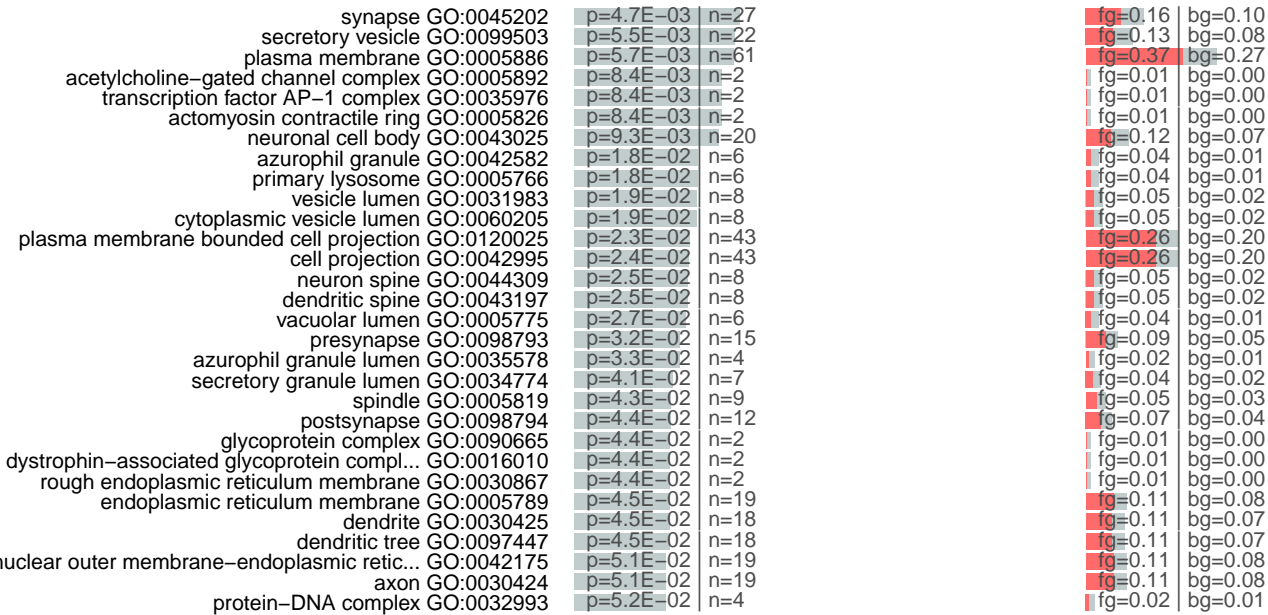 synapse GO:0045202 p=4.7E−03 n=27 fg=0.16 bg=0.10
secretory vesicle GO:0099503 p=5.5E−03 n=22 fg=0.13 bg=0.08
plasma membrane GO:0005886 p=5.7E−03 n=61 fg=0.37 bg=0.27
acetylcholine−gated channel complex GO:0005892 p=8.4E−03 n=2 fg=0.01 bg=0.00
transcription factor AP−1 complex GO:0035976 p=8.4E−03 n=2 fg=0.01 bg=0.00
actomyosin contractile ring GO:0005826 p=8.4E−03 n=2 fg=0.01 bg=0.00
neuronal cell body GO:0043025 p=9.3E−03 n=20 fg=0.12 bg=0.07
azurophil granule GO:0042582 p=1.8E−02 n=6 fg=0.04 bg=0.01
primary lysosome GO:0005766 p=1.8E−02 n=6 fg=0.04 bg=0.01
vesicle lumen GO:0031983 p=1.9E−02 n=8 fg=0.05 bg=0.02
cytoplasmic vesicle lumen GO:0060205 p=1.9E−02 n=8 fg=0.05 bg=0.02
plasma membrane bounded cell projection GO:0120025 p=2.3E−02 n=43 fg=0.26 bg=0.20
cell projection GO:0042995 p=2.4E−02 n=43 fg=0.26 bg=0.20
neuron spine GO:0044309 p=2.5E−02 n=8 fg=0.05 bg=0.02
dendritic spine GO:0043197 p=2.5E−02 n=8 fg=0.05 bg=0.02
vacuolar lumen GO:0005775 p=2.7E−02 n=6 fg=0.04 bg=0.01
presynapse GO:0098793 p=3.2E−02 n=15 fg=0.09 bg=0.05
azurophil granule lumen GO:0035578 p=3.3E−02 n=4 fg=0.02 bg=0.01
secretory granule lumen GO:0034774 p=4.1E−02 n=7 fg=0.04 bg=0.02
spindle GO:0005819 p=4.3E−02 n=9 fg=0.05 bg=0.03
postsynapse GO:0098794 p=4.4E−02 n=12 fg=0.07 bg=0.04
glycoprotein complex GO:0090665 p=4.4E−02 n=2 fg=0.01 bg=0.00
dystrophin−associated glycoprotein compl... GO:0016010 p=4.4E−02 n=2 fg=0.01 bg=0.00
rough endoplasmic reticulum membrane GO:0030867 p=4.4E−02 n=2 fg=0.01 bg=0.00
endoplasmic reticulum membrane GO:0005789 p=4.5E−02 n=19 fg=0.11 bg=0.08
dendrite GO:0030425 p=4.5E−02 n=18 fg=0.11 bg=0.07
dendritic tree GO:0097447 p=4.5E−02 n=18 fg=0.11 bg=0.07
nuclear outer membrane−endoplasmic retic... GO:0042175 p=5.1E−02 n=19 fg=0.11 bg=0.08
axon GO:0030424 p=5.1E−02 n=19 fg=0.11 bg=0.08
protein−DNA complex GO:0032993 p=5.2E−02 n=4 fg=0.02 bg=0.01